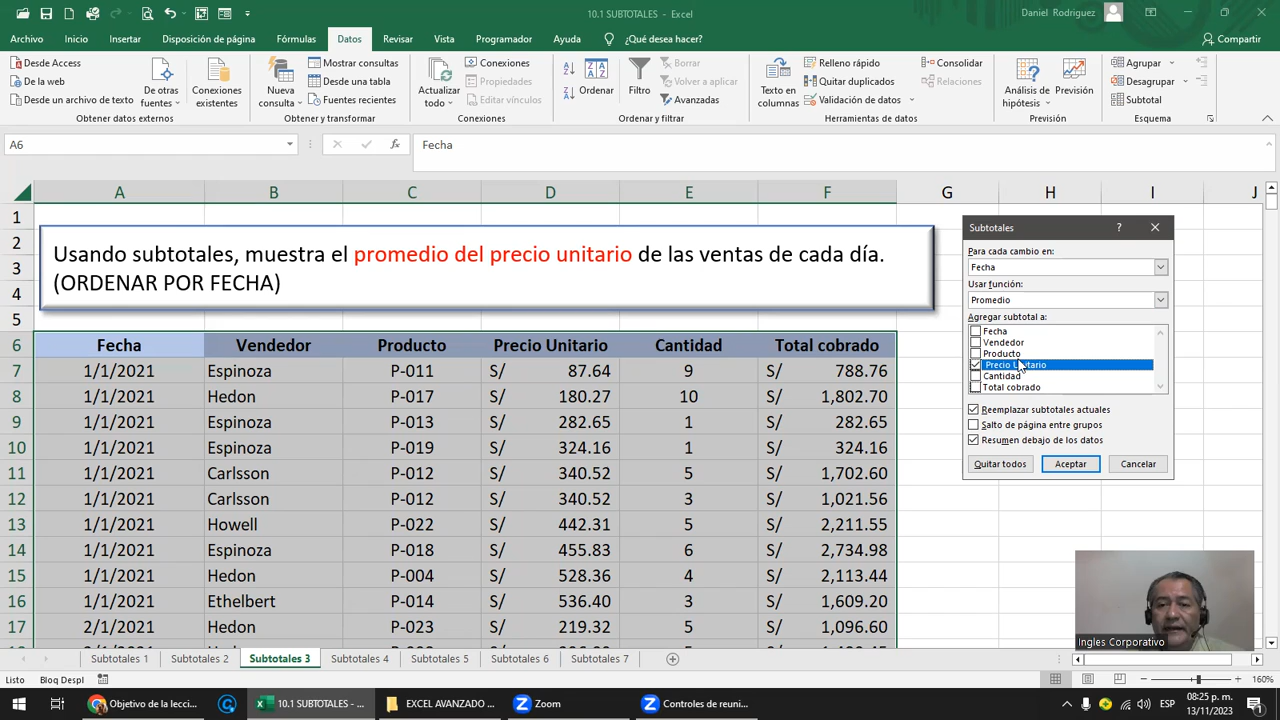 10.1 SUBTOTALES - Excel
Daniel Rodriguez
Archivo Inicio Insertar Disposición de página Fórmulas Datos Revisar Vista Programador Ayuda ¿Qué desea hacer? Compartir
Desde Access
De la web
Desde un archivo de texto
De otras fuentes
Conexiones existentes
Obtener datos externos
Nueva consulta
Mostrar consultas
Desde una tabla
Fuentes recientes
Obtener y transformar
Actualizar todo
Conexiones
Propiedades
Editar vínculos
Conexiones
Ordenar
Filtro
Borrar
Volver a aplicar
Avanzadas
Ordenar y filtrar
Texto en columnas
Relleno rápido
Quitar duplicados
Validación de datos
Consolidar
Relaciones
Herramientas de datos
Análisis de hipótesis
Previsión
Previsión
Agrupar
Desagrupar
Subtotal
Esquema
A6 fx Fecha
A B C D E F G H I J
1
2
3
4
5
Usando subtotales, muestra el promedio del precio unitario de las ventas de cada día.
(ORDENAR POR FECHA)
6 Fecha Vendedor Producto Precio Unitario Cantidad Total cobrado
7 1/1/2021 Espinoza P-011 S/ 87.64 9 S/ 788.76
8 1/1/2021 Hedon P-017 S/ 180.27 10 S/ 1,802.70
9 1/1/2021 Espinoza P-013 S/ 282.65 1 S/ 282.65
10 1/1/2021 Espinoza P-019 S/ 324.16 1 S/ 324.16
11 1/1/2021 Carlsson P-012 S/ 340.52 5 S/ 1,702.60
12 1/1/2021 Carlsson P-012 S/ 340.52 3 S/ 1,021.56
13 1/1/2021 Howell P-022 S/ 442.31 5 S/ 2,211.55
14 1/1/2021 Espinoza P-018 S/ 455.83 6 S/ 2,734.98
15 1/1/2021 Hedon P-004 S/ 528.36 4 S/ 2,113.44
16 1/1/2021 Ethelbert P-014 S/ 536.40 3 S/ 1,609.20
17 2/1/2021 Hedon P-023 S/ 219.32 5 S/ 1,096.60
Subtotales ?
Para cada cambio en:
Fecha
Usar función:
Promedio
Agregar subtotal a:
Fecha
Vendedor
Producto
Precio Unitario
Cantidad
Total cobrado
Reemplazar subtotales actuales
Salto de página entre grupos
Resumen debajo de los datos
Quitar todos Aceptar Cancelar
Ingles Corporativo
Subtotales 1 Subtotales 2 Subtotales 3 Subtotales 4 Subtotales 5 Subtotales 6 Subtotales 7
Listo Bloq Despl 160%
Objetivo de la lecci... 10.1 SUBTOTALES - ... EXCEL AVANZADO ... Zoom Controles de reuni... ESP
08:25 p. m.
13/11/2023